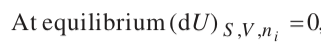 At equilibrium (dU)_{S,V,n_i} = 0,